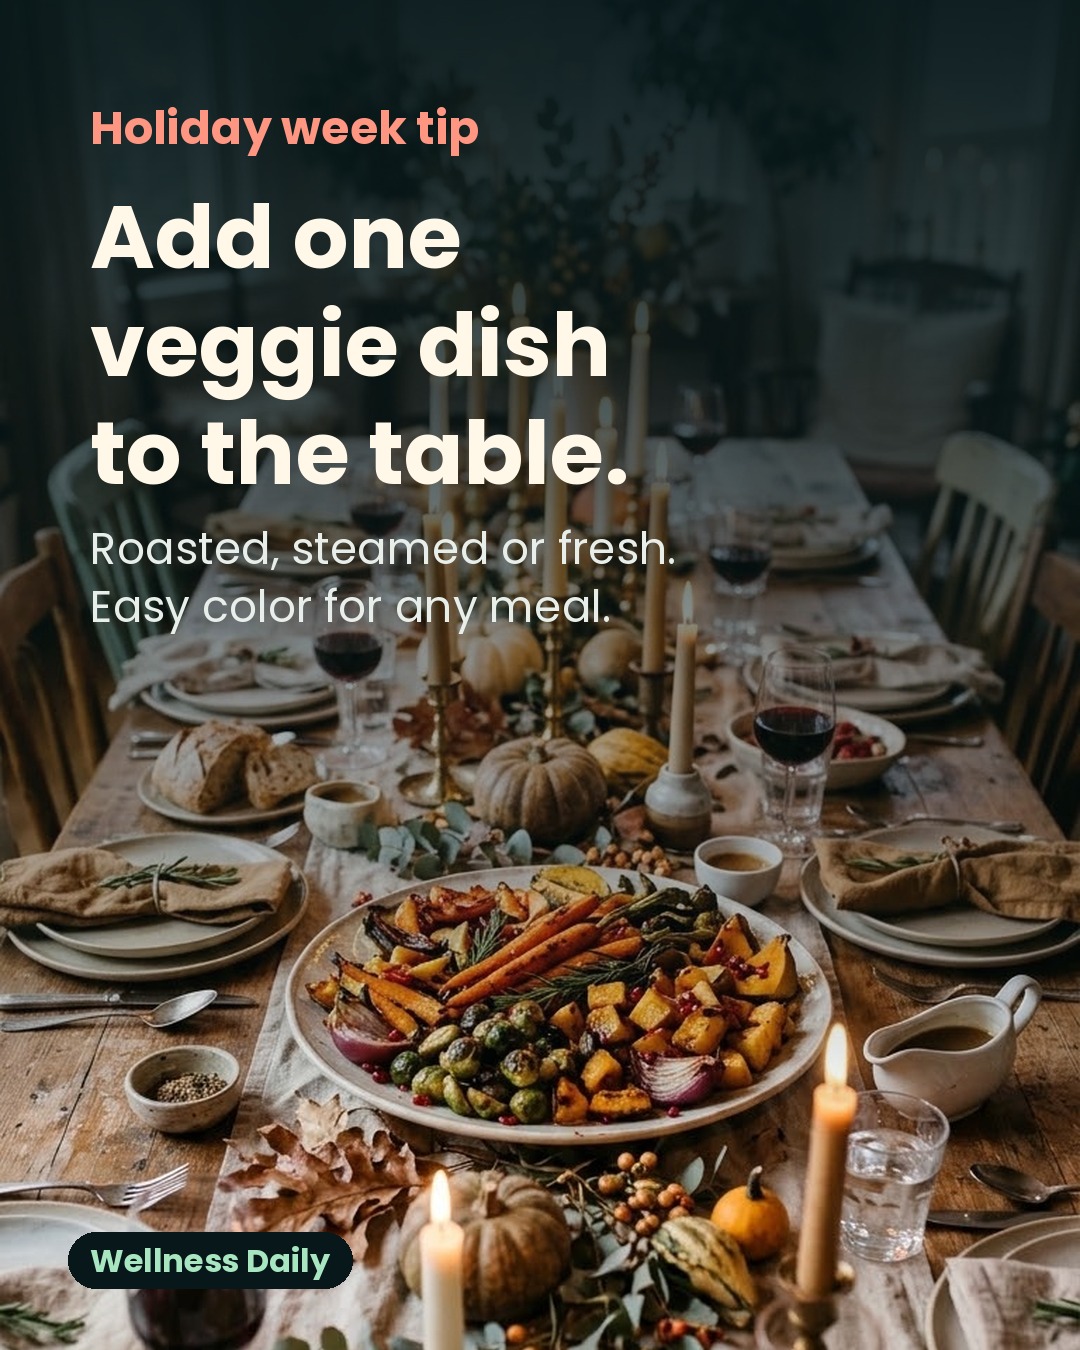 Holiday week tip
Add one
veggie dish
to the table.
Roasted, steamed or fresh.
Easy color for any meal.
Wellness Daily